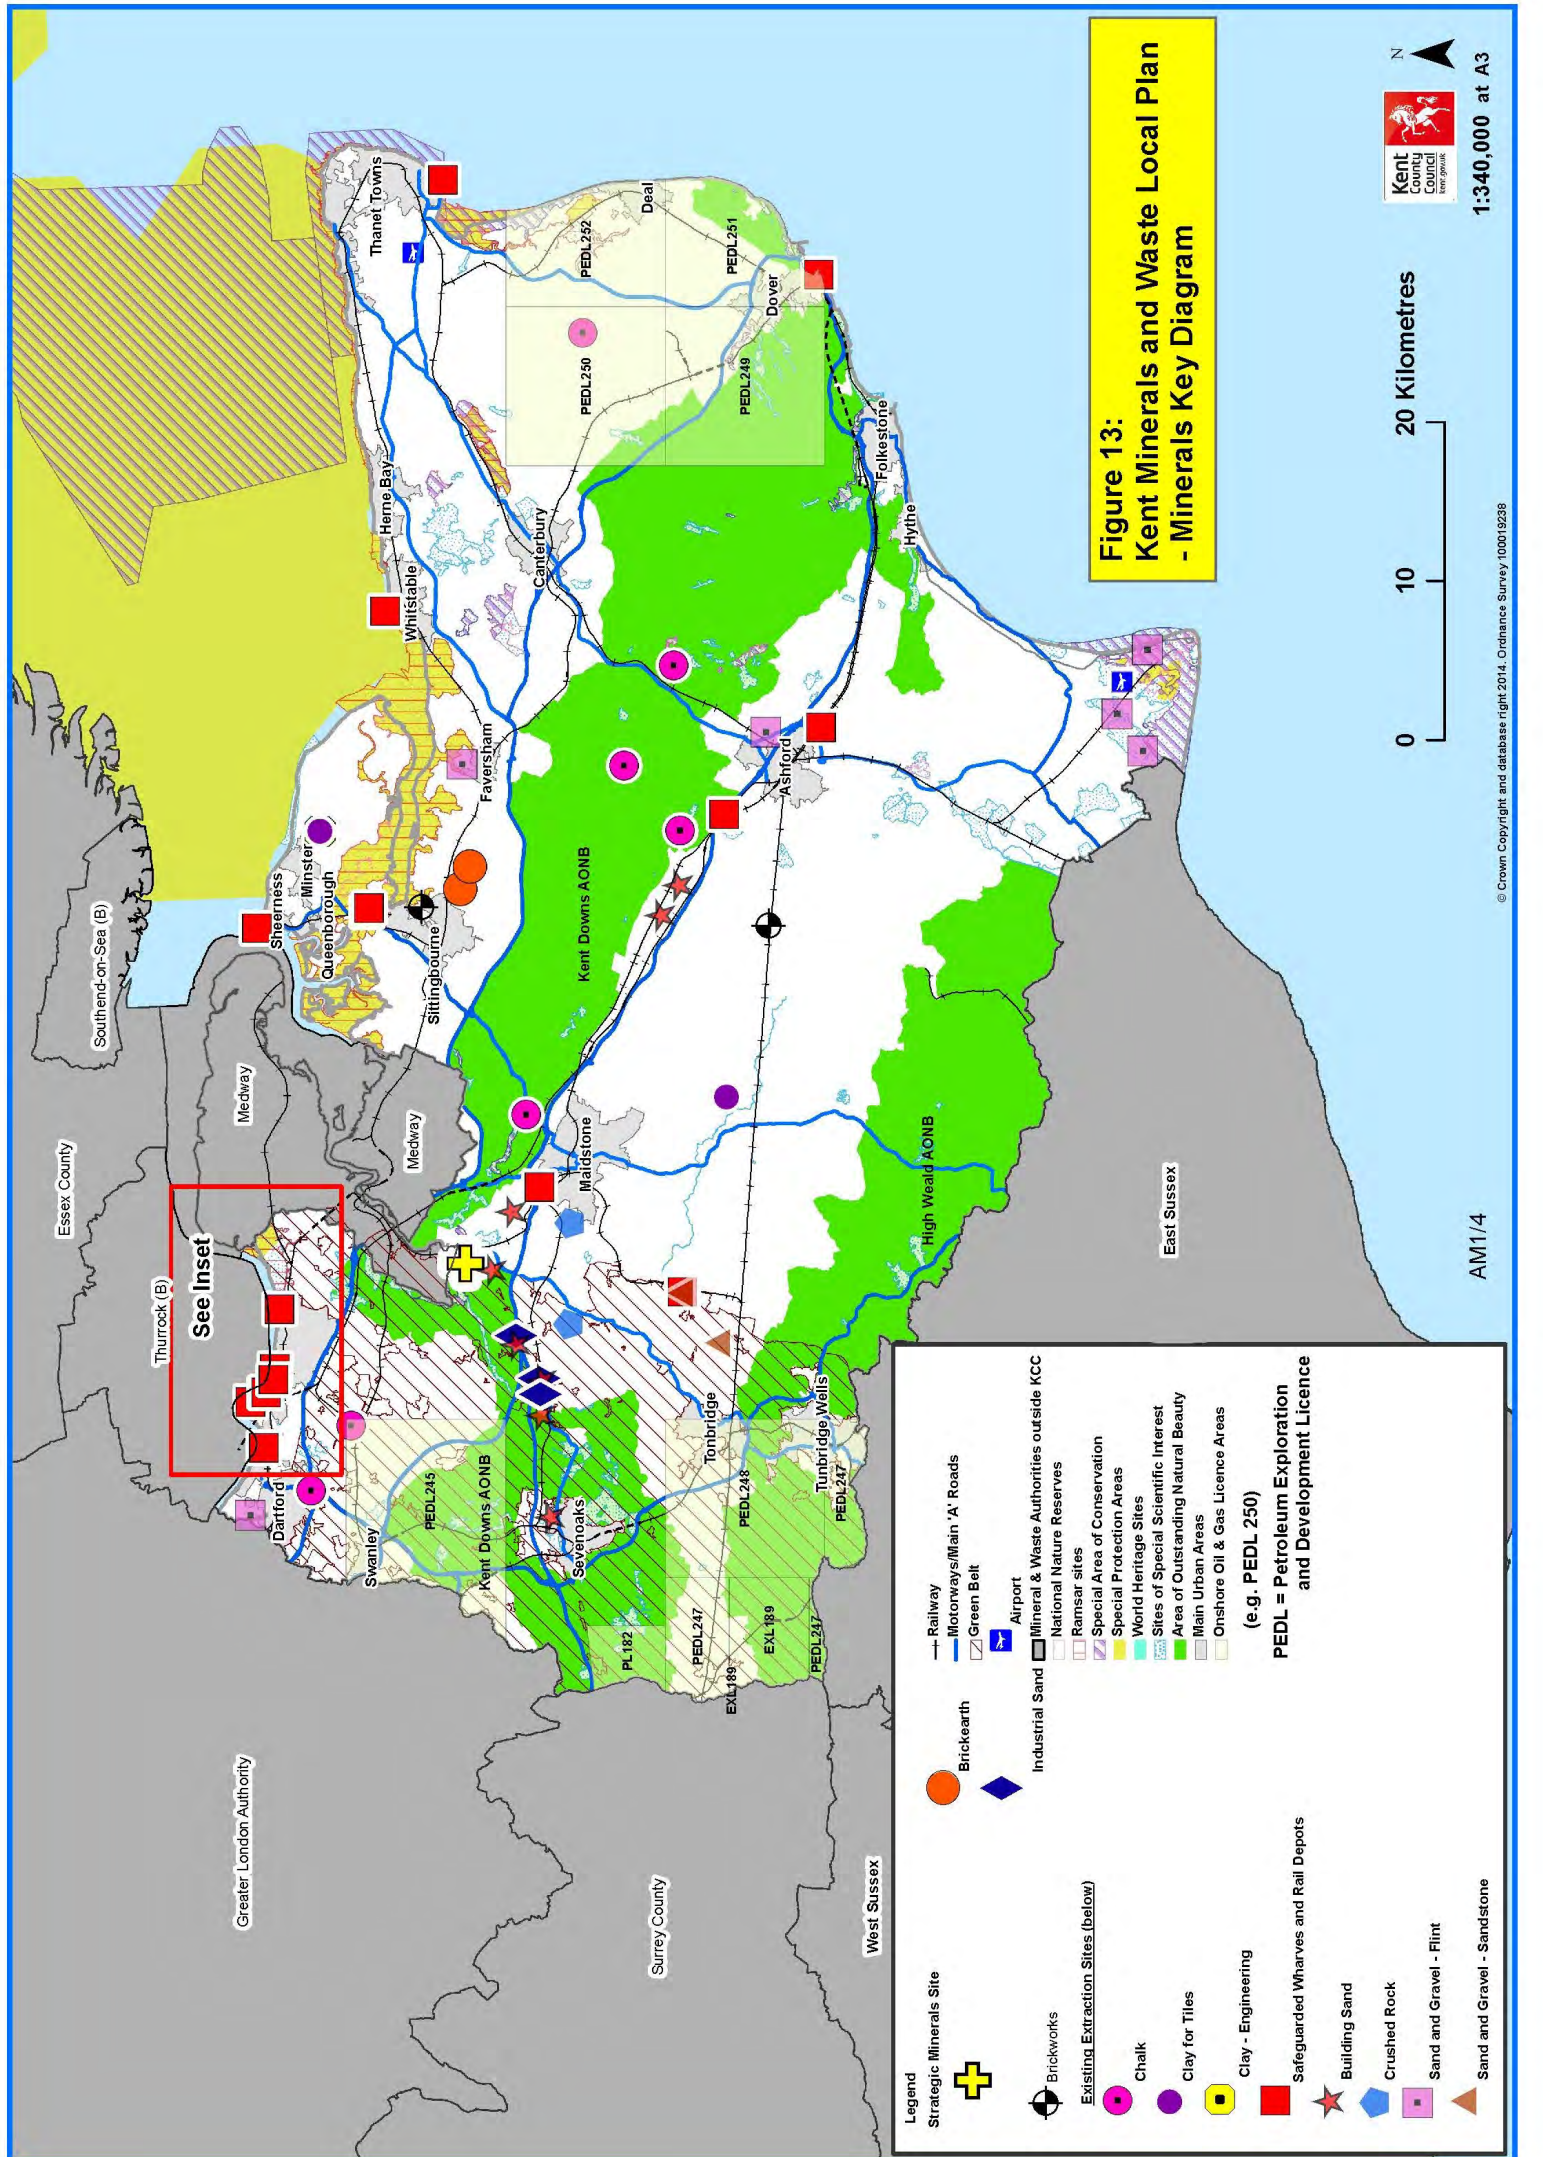 Figure 13:
Kent Minerals and Waste Local Plan
- Minerals Key Diagram
N
Kent
County
Council
kent.gov.uk
1:340,000 at A3
0
10
20 Kilometres
© Crown Copyright and database right 2014. Ordnance Survey 100019238
AM1/4
Essex County
Southend-on-Sea (B)
Thurrock (B)
See Inset
Medway
Medway
Greater London Authority
Surrey County
West Sussex
East Sussex
Sheerness
Minster
Queenborough
Sittingbourne
Faversham
Whitstable
Herne Bay
Thanet Towns
Canterbury
Deal
Dover
Folkestone
Hythe
Ashford
Maidstone
Dartford
Swanley
Sevenoaks
Tonbridge
Tunbridge Wells
Kent Downs AONB
Kent Downs AONB
High Weald AONB
PEDL252
PEDL251
PEDL250
PEDL249
PEDL245
PEDL248
PEDL247
PL182
PEDL247
EXL189
EXL189
PEDL247
Legend
Strategic Minerals Site
Brickworks
Existing Extraction Sites (below)
Chalk
Clay for Tiles
Clay - Engineering
Safeguarded Wharves and Rail Depots
Building Sand
Crushed Rock
Sand and Gravel - Flint
Sand and Gravel - Sandstone
Brickearth
Industrial Sand
Railway
Motorways/Main 'A' Roads
Green Belt
Airport
Mineral & Waste Authorities outside KCC
National Nature Reserves
Ramsar sites
Special Area of Conservation
Special Protection Areas
World Heritage Sites
Sites of Special Scientific Interest
Area of Outstanding Natural Beauty
Main Urban Areas
Onshore Oil & Gas Licence Areas
(e.g. PEDL 250)
PEDL = Petroleum Exploration
and Development Licence